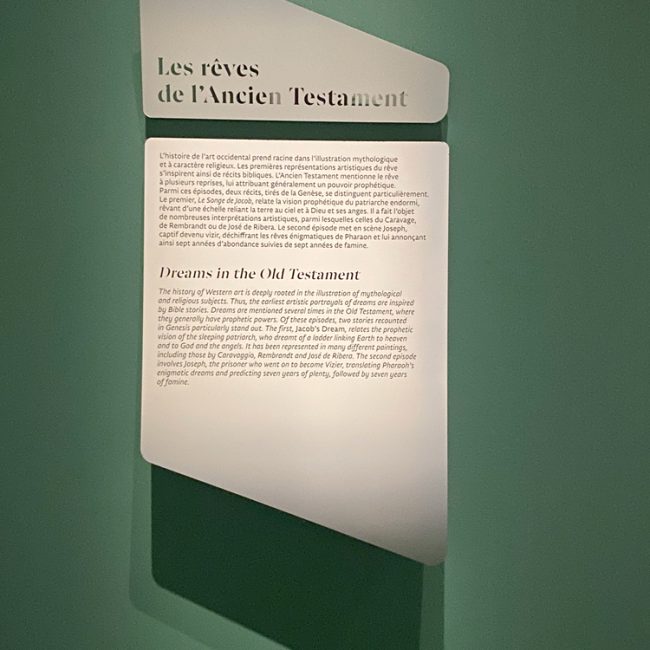 Les rêves
de l'Ancien Testament
L'histoire de l'art occidental prend racine dans l'illustration mythologique
et à caractère religieux. Les premières représentations artistiques du rêve
s'inspirent ainsi de récits bibliques. L'Ancien Testament mentionne le rêve
à plusieurs reprises, lui attribuant généralement un pouvoir prophétique.
Parmi ces épisodes, deux récits, tirés de la Genèse, se distinguent particulièrement.
Le premier, Le Songe de Jacob, relate la vision prophétique du patriarche endormi,
rêvant d'une échelle reliant la terre au ciel et à Dieu et ses anges. Il a fait l'objet
de nombreuses interprétations artistiques, parmi lesquelles celles du Caravage,
de Rembrandt ou de José de Ribera. Le second épisode met en scène Joseph,
captif devenu vizir, déchiffrant les rêves énigmatiques de Pharaon et lui annonçant
ainsi sept années d'abondance suivies de sept années de famine.
Dreams in the Old Testament
The history of Western art is deeply rooted in the illustration of mythological
and religious subjects. Thus, the earliest artistic portrayals of dreams are inspired
by Bible stories. Dreams are mentioned several times in the Old Testament, where
they generally have prophetic powers. Of these episodes, two stories recounted
in Genesis particularly stand out. The first, Jacob's Dream, relates the prophetic
vision of the sleeping patriarch, who dreamt of a ladder linking Earth to heaven
and to God and the angels. It has been represented in many different paintings,
including those by Caravaggio, Rembrandt and José de Ribera. The second episode
involves Joseph, the prisoner who went on to become Vizier, translating Pharaoh's
enigmatic dreams and predicting seven years of plenty, followed by seven years
of famine.